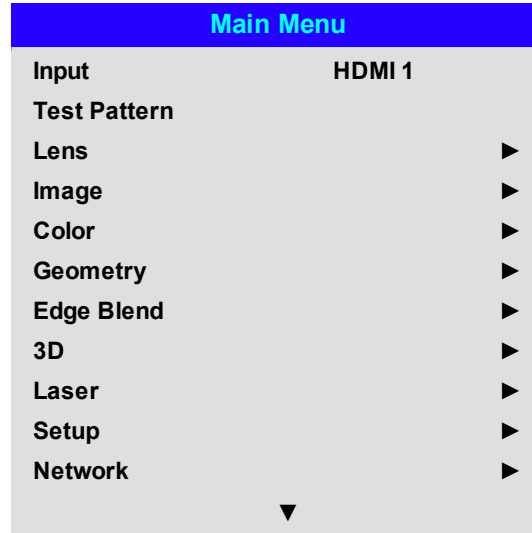 Main Menu
Input HDMI 1
Test Pattern
Lens ►
Image ►
Color ►
Geometry ►
Edge Blend ►
3D ►
Laser ►
Setup ►
Network ►
▼